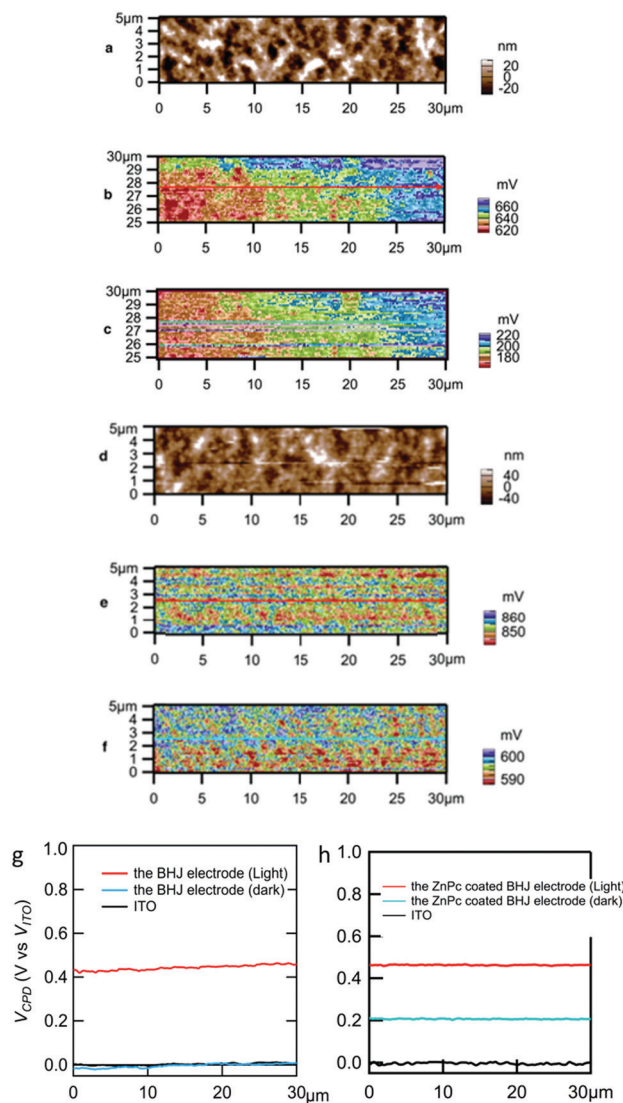 5µm
4
3
2
1
0
a
0 5 10 15 20 25 30µm
nm
20
0
-20
30µm
29
28
27
26
25
b
0 5 10 15 20 25 30µm
mV
660
640
620
30µm
29
28
27
26
25
c
0 5 10 15 20 25 30µm
mV
220
200
180
5µm
4
3
2
1
0
d
0 5 10 15 20 25 30µm
nm
40
0
-40
5µm
4
3
2
1
0
e
0 5 10 15 20 25 30µm
mV
860
850
5µm
4
3
2
1
0
f
0 5 10 15 20 25 30µm
mV
600
590
g
1.0
0.8
0.6
0.4
0.2
0.0
V_CPD (V vs V_ITO)
the BHJ electrode (Light)
the BHJ electrode (dark)
ITO
0 10 20 30µm
h
1.0
0.8
0.6
0.4
0.2
0.0
the ZnPc coated BHJ electrode (Light)
the ZnPc coated BHJ electrode (dark)
ITO
0 10 20 30µm